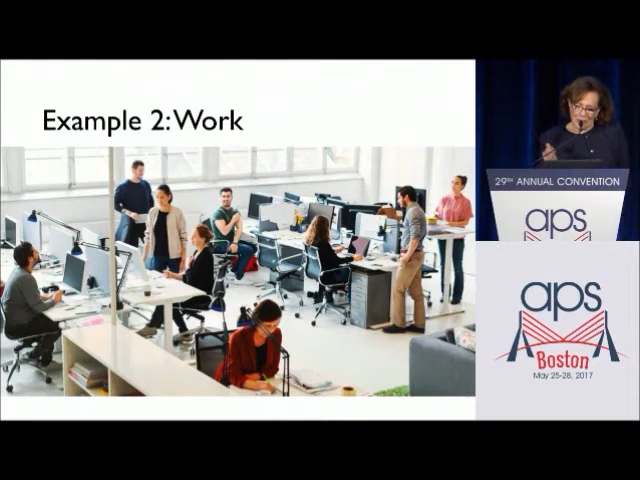 Example 2: Work
29TH ANNUAL CONVENTION
aps
aps
Boston
May 25-28, 2017